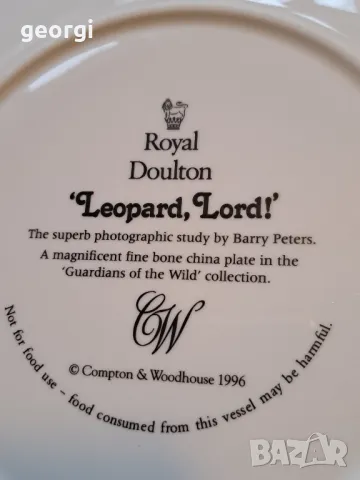 georgi
Royal
Doulton
'Leopard, Lord!'
The superb photographic study by Barry Peters.
A magnificent fine bone china plate in the
'Guardians of the Wild' collection.
CW
© Compton & Woodhouse 1996
Not for food use - food consumed from this vessel may be harmful.
BAZAR